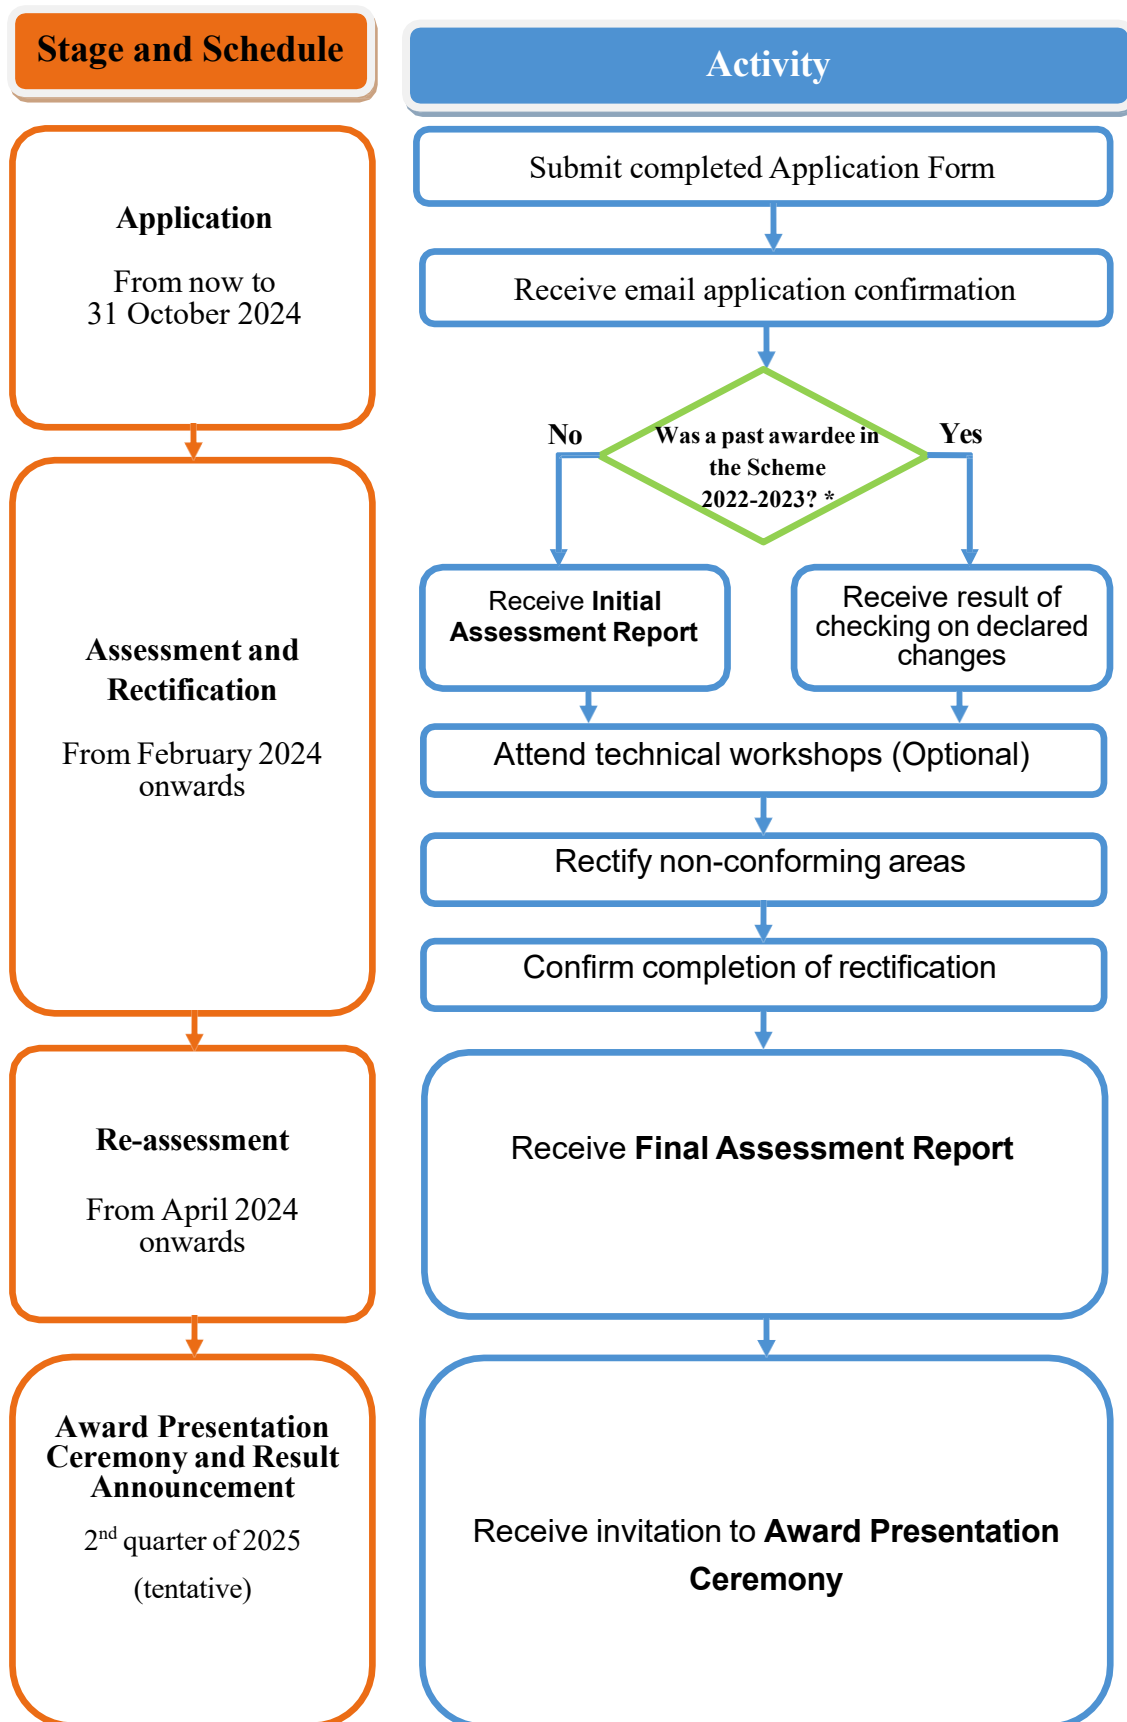 Stage and Schedule
Activity
Application
From now to
31 October 2024
Submit completed Application Form
Receive email application confirmation
No
Was a past awardee in
the Scheme
2022-2023? *
Yes
Assessment and
Rectification
From February 2024
onwards
Receive Initial
Assessment Report
Receive result of
checking on declared
changes
Attend technical workshops (Optional)
Rectify non-conforming areas
Confirm completion of rectification
Re-assessment
From April 2024
onwards
Receive Final Assessment Report
Award Presentation
Ceremony and Result
Announcement
2nd quarter of 2025
(tentative)
Receive invitation to Award Presentation
Ceremony